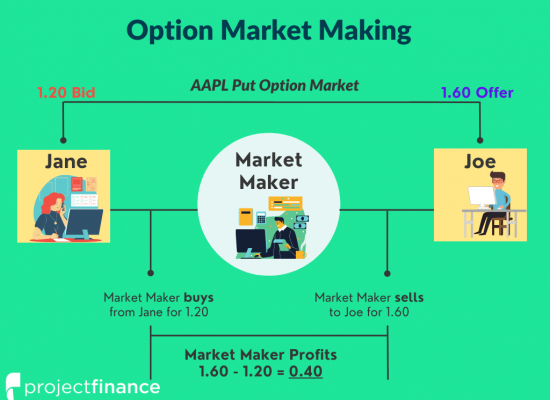 Option Market Making
AAPL Put Option Market
1.20 Bid
1.60 Offer
Jane
Market
Maker
Joe
Market Maker buys
from Jane for 1.20
Market Maker sells
to Joe for 1.60
Market Maker Profits
1.60 - 1.20 = 0.40
projectfinance